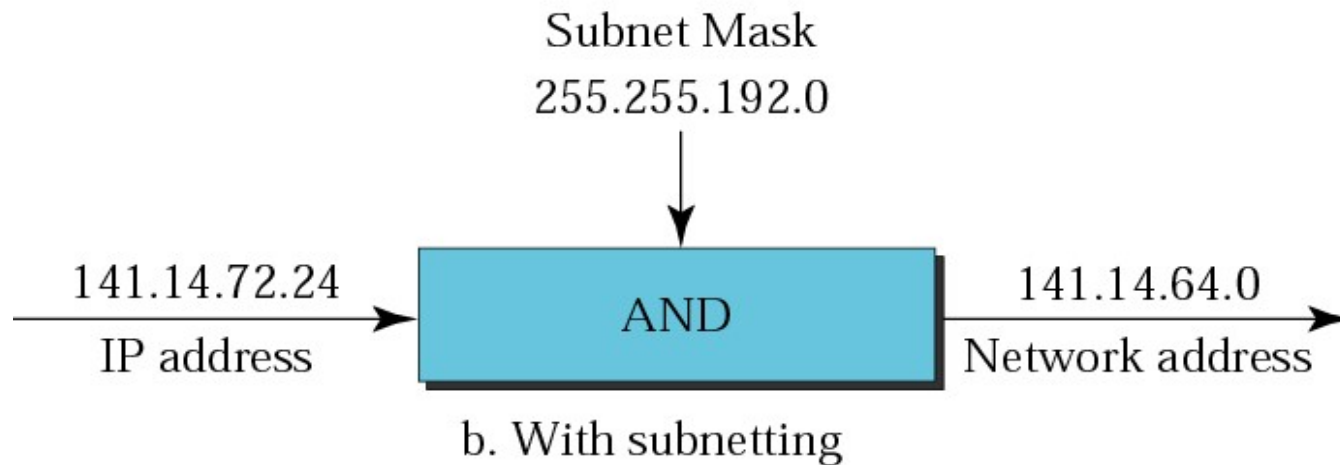 Subnet Mask
255.255.192.0
141.14.72.24
IP address
AND
141.14.64.0
Network address
b. With subnetting